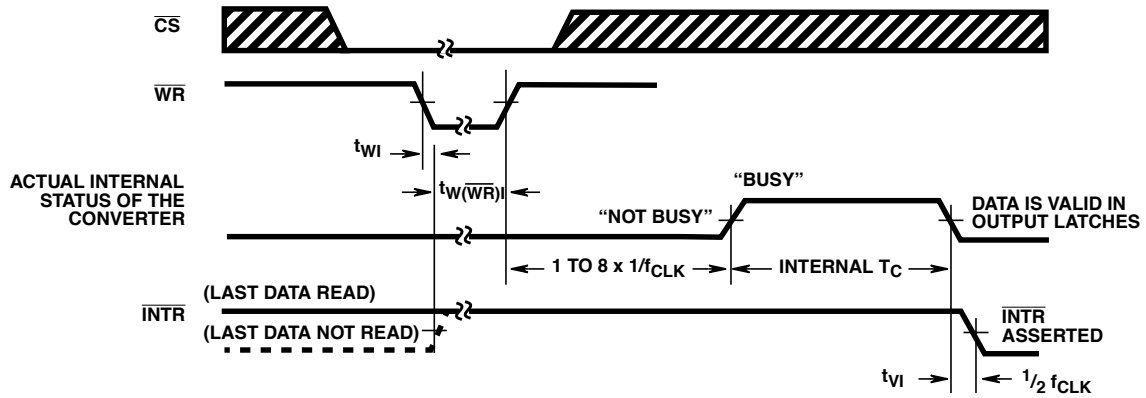 CS
WR
tWI
tW(WR)I
ACTUAL INTERNAL
STATUS OF THE
CONVERTER
"NOT BUSY"
"BUSY"
DATA IS VALID IN
OUTPUT LATCHES
1 TO 8 x 1/fCLK
INTERNAL TC
(LAST DATA READ)
INTR
(LAST DATA NOT READ)
INTR
ASSERTED
tVI
1/2 fCLK